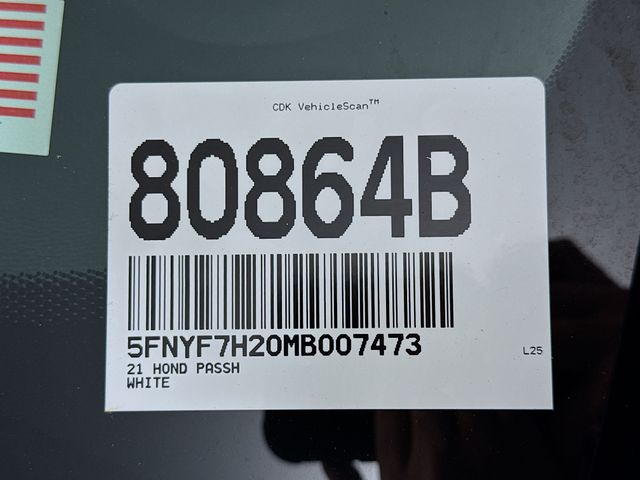 CDK VehicleScan™
80864B
5FNYF7H20MB007473
L25
21 HOND PASSH
WHITE